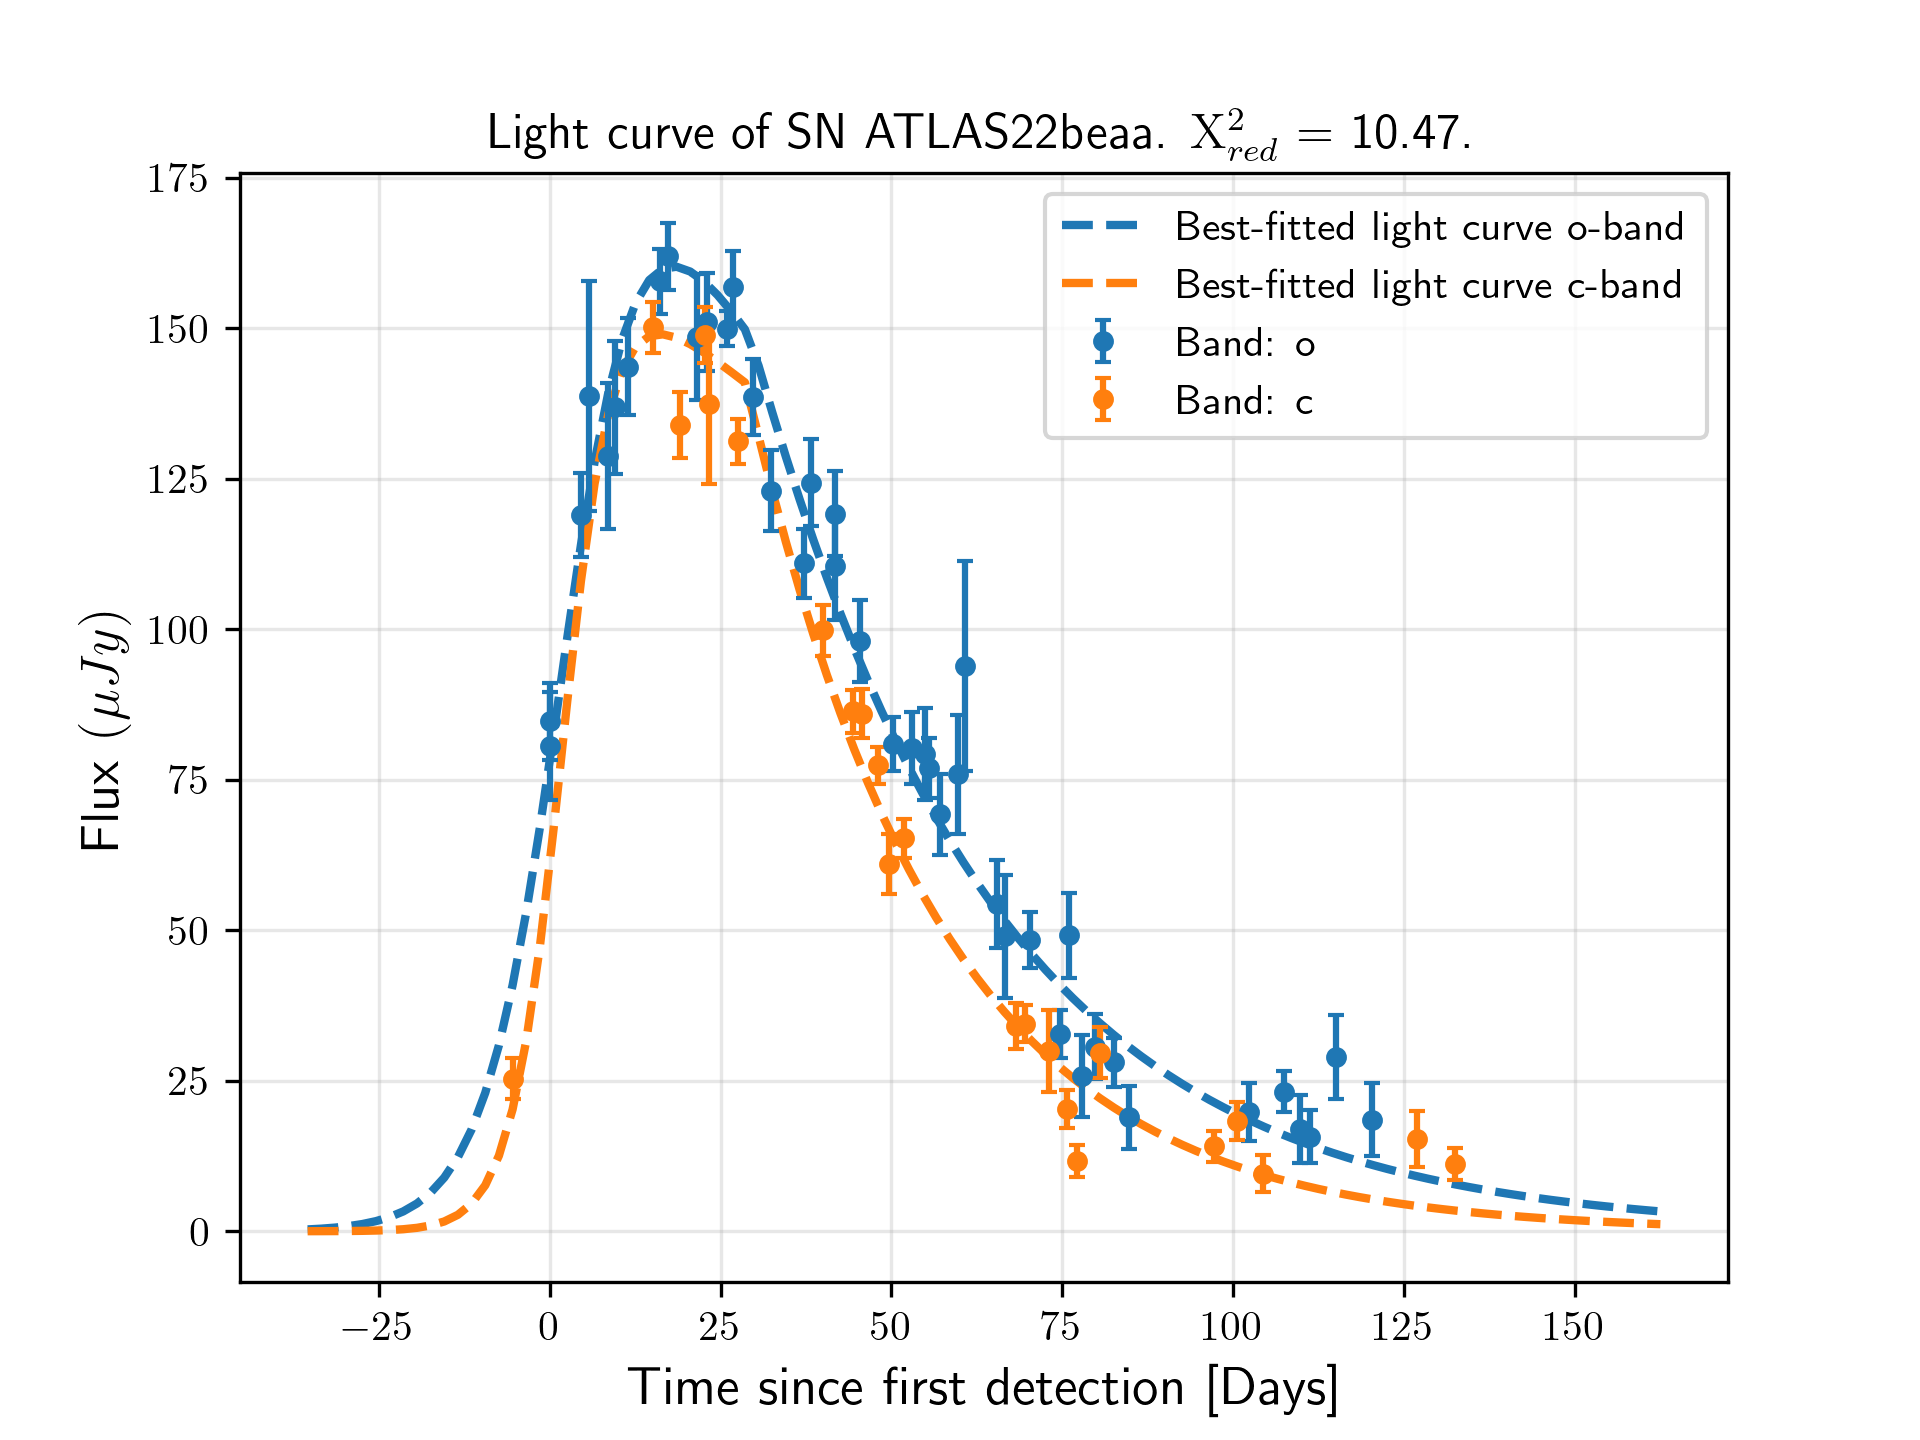 Light curve of SN ATLAS22beaa. X²_red = 10.47.
Best-fitted light curve o-band
Best-fitted light curve c-band
Band: o
Band: c
175
150
125
100
75
50
25
0
Flux (μJy)
−25 0 25 50 75 100 125 150
Time since first detection [Days]